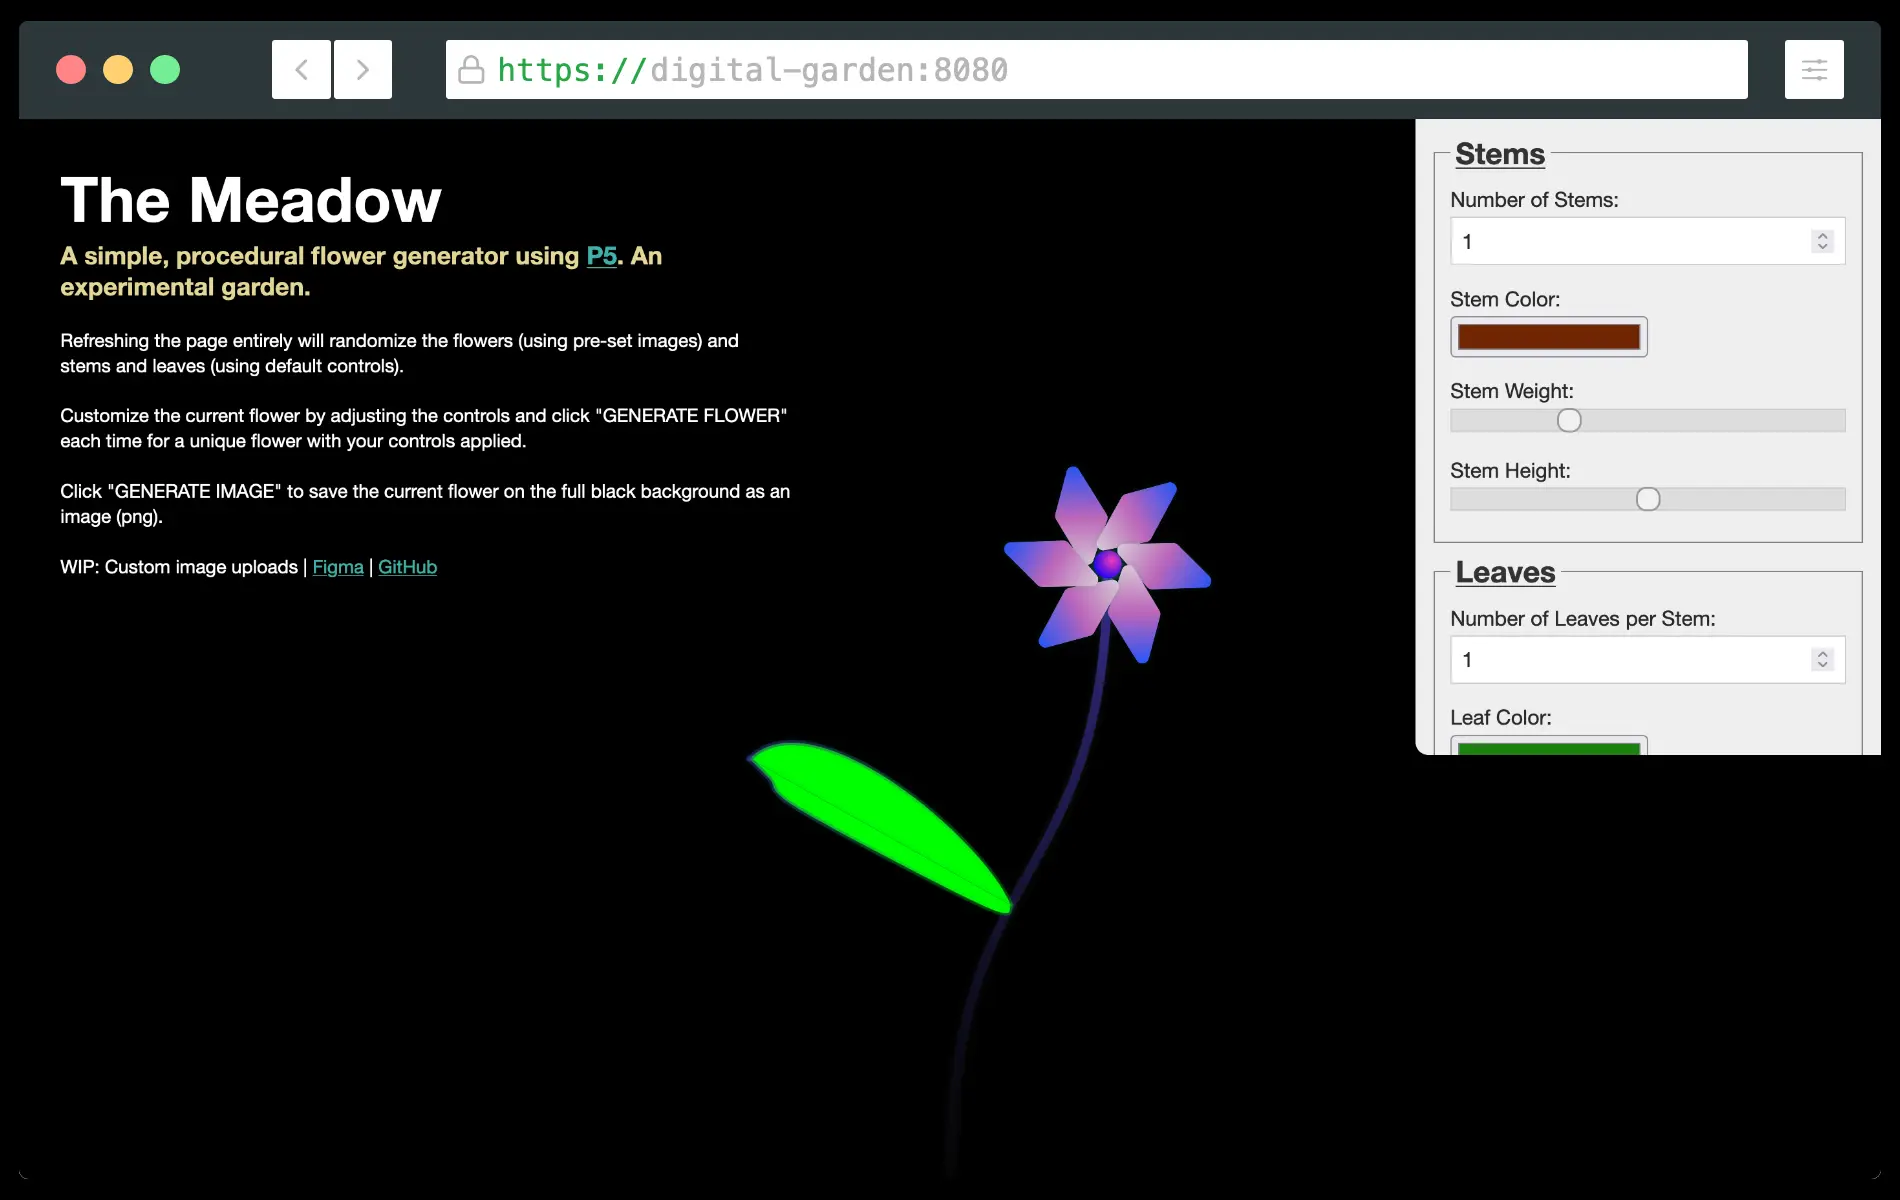 https://digital-garden:8080
The Meadow
A simple, procedural flower generator using P5. An
experimental garden.
Refreshing the page entirely will randomize the flowers (using pre-set images) and
stems and leaves (using default controls).
Customize the current flower by adjusting the controls and click "GENERATE FLOWER"
each time for a unique flower with your controls applied.
Click "GENERATE IMAGE" to save the current flower on the full black background as an
image (png).
WIP: Custom image uploads | Figma | GitHub
Stems
Number of Stems:
1
Stem Color:
Stem Weight:
Stem Height:
Leaves
Number of Leaves per Stem:
1
Leaf Color: